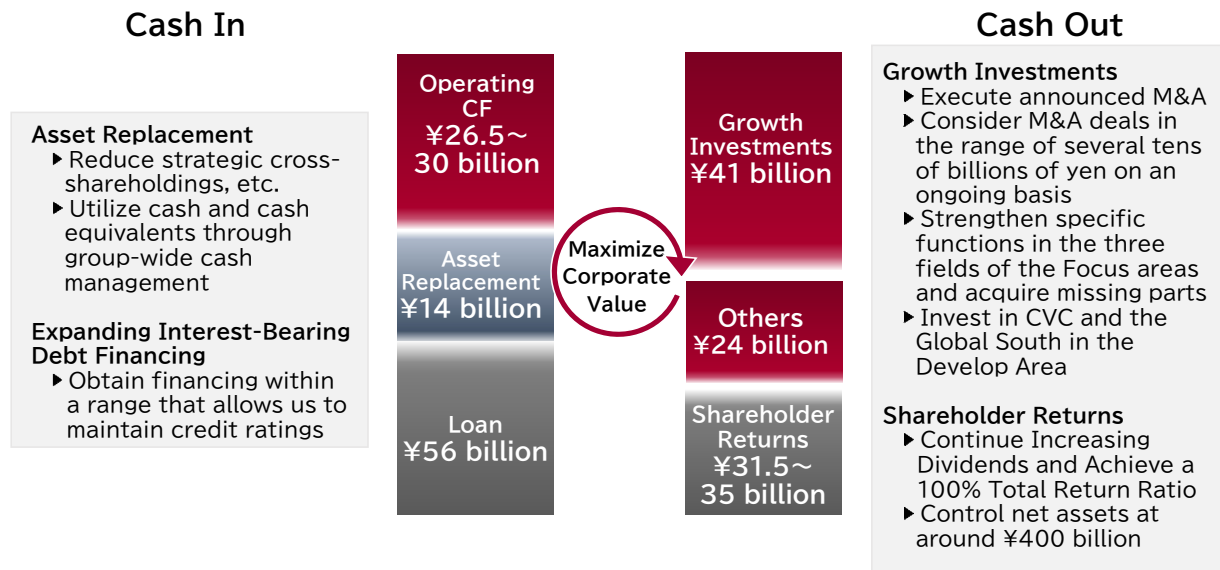 Cash In
Asset Replacement
▶ Reduce strategic cross-
shareholdings, etc.
▶ Utilize cash and cash
equivalents through
group-wide cash
management
Expanding Interest-Bearing
Debt Financing
▶ Obtain financing within
a range that allows us to
maintain credit ratings
Operating
CF
¥26.5～
30 billion
Asset
Replacement
¥14 billion
Loan
¥56 billion
Maximize
Corporate
Value
Growth
Investments
¥41 billion
Others
¥24 billion
Shareholder
Returns
¥31.5～
35 billion
Cash Out
Growth Investments
▶ Execute announced M&A
▶ Consider M&A deals in
the range of several tens
of billions of yen on an
ongoing basis
▶ Strengthen specific
functions in the three
fields of the Focus areas
and acquire missing parts
▶ Invest in CVC and the
Global South in the
Develop Area
Shareholder Returns
▶ Continue Increasing
Dividends and Achieve a
100% Total Return Ratio
▶ Control net assets at
around ¥400 billion